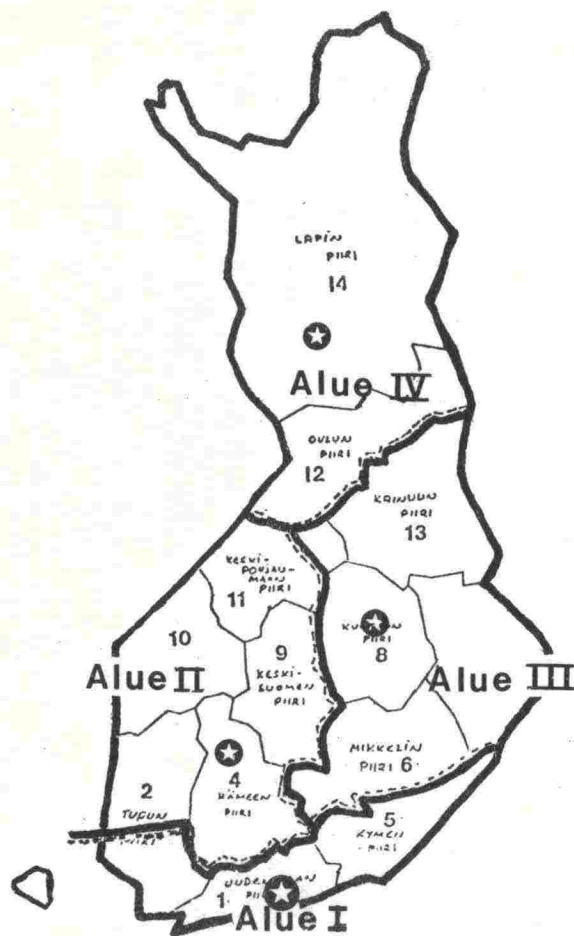 LAPIN
PIIRI
14
Alue IV
OULUN
PIIRI
12
KAINUUN
PIIRI
13
KESKI-
POHJAN-
MAAN
PIIRI
11
10
9
KESKI-
SUOMEN
PIIRI
PIIRI
8
Alue II
Alue III
MIKKELIN
PIIRI 6
2
TURUN
PIIRI
4
HÄMEEN
PIIRI
5
KYMEN
PIIRI
1
Alue I